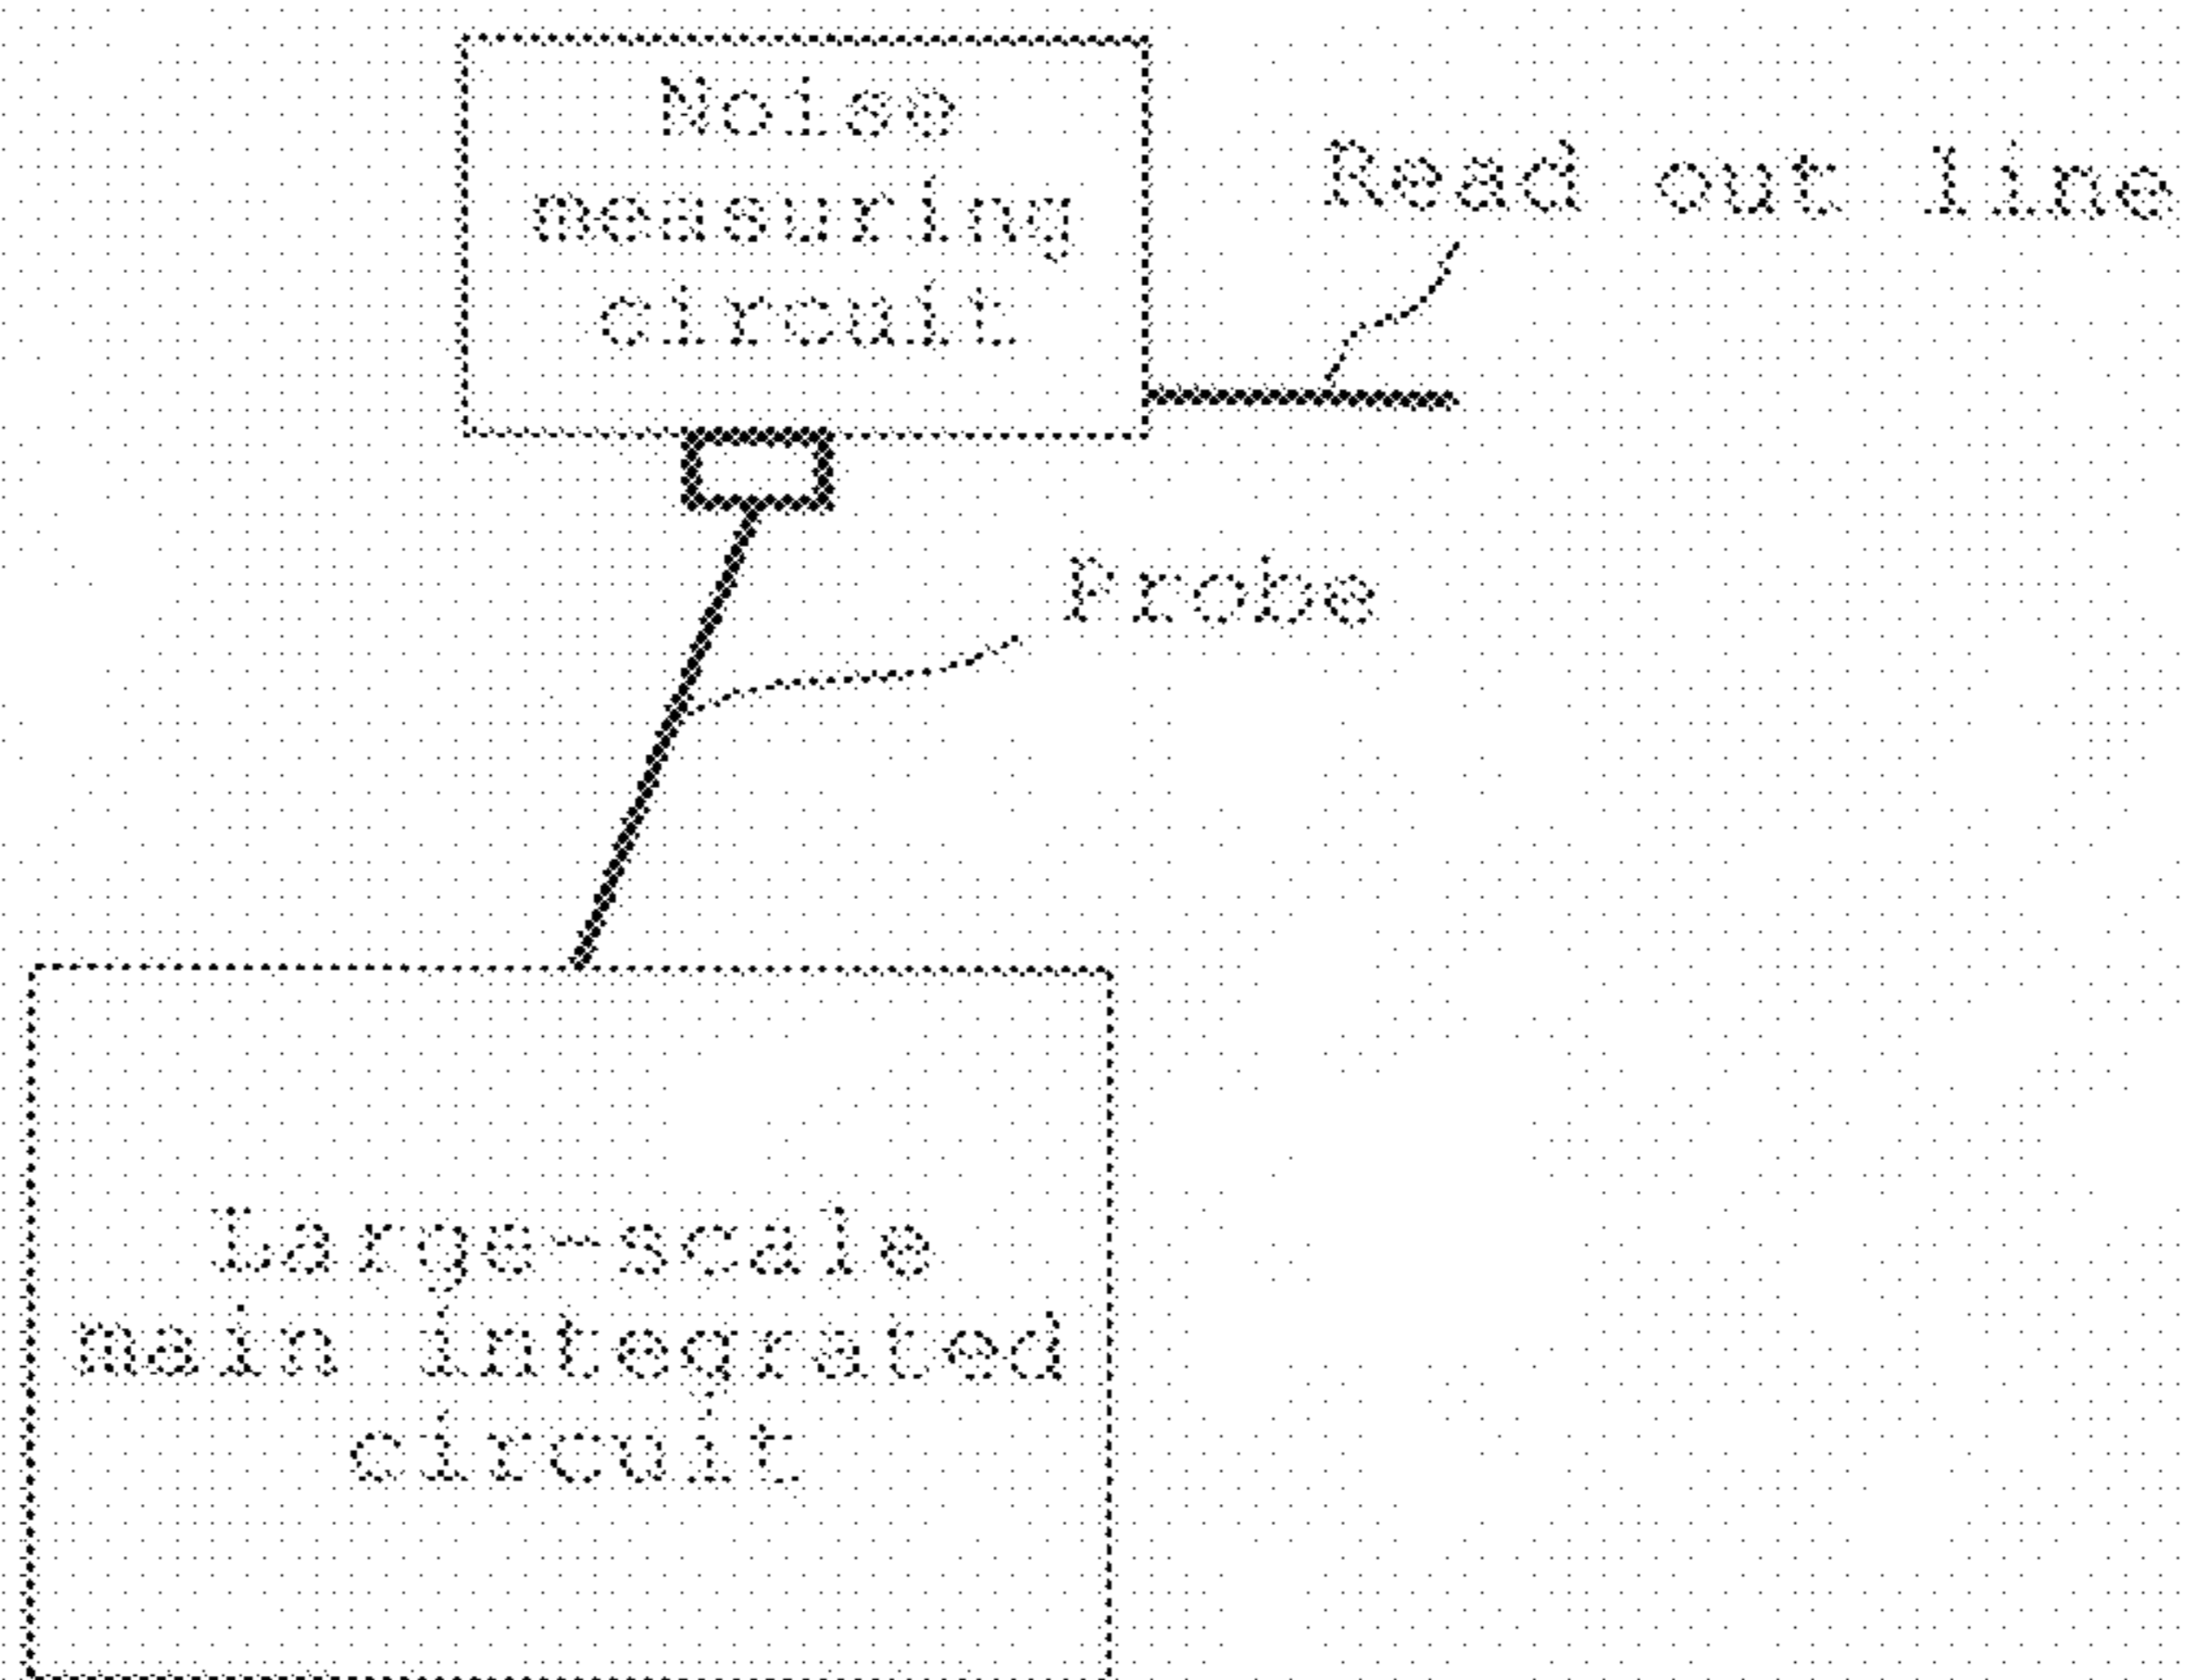 Noise
measuring
circuit
Read out line
Probe
Large-scale
main integrated
circuit